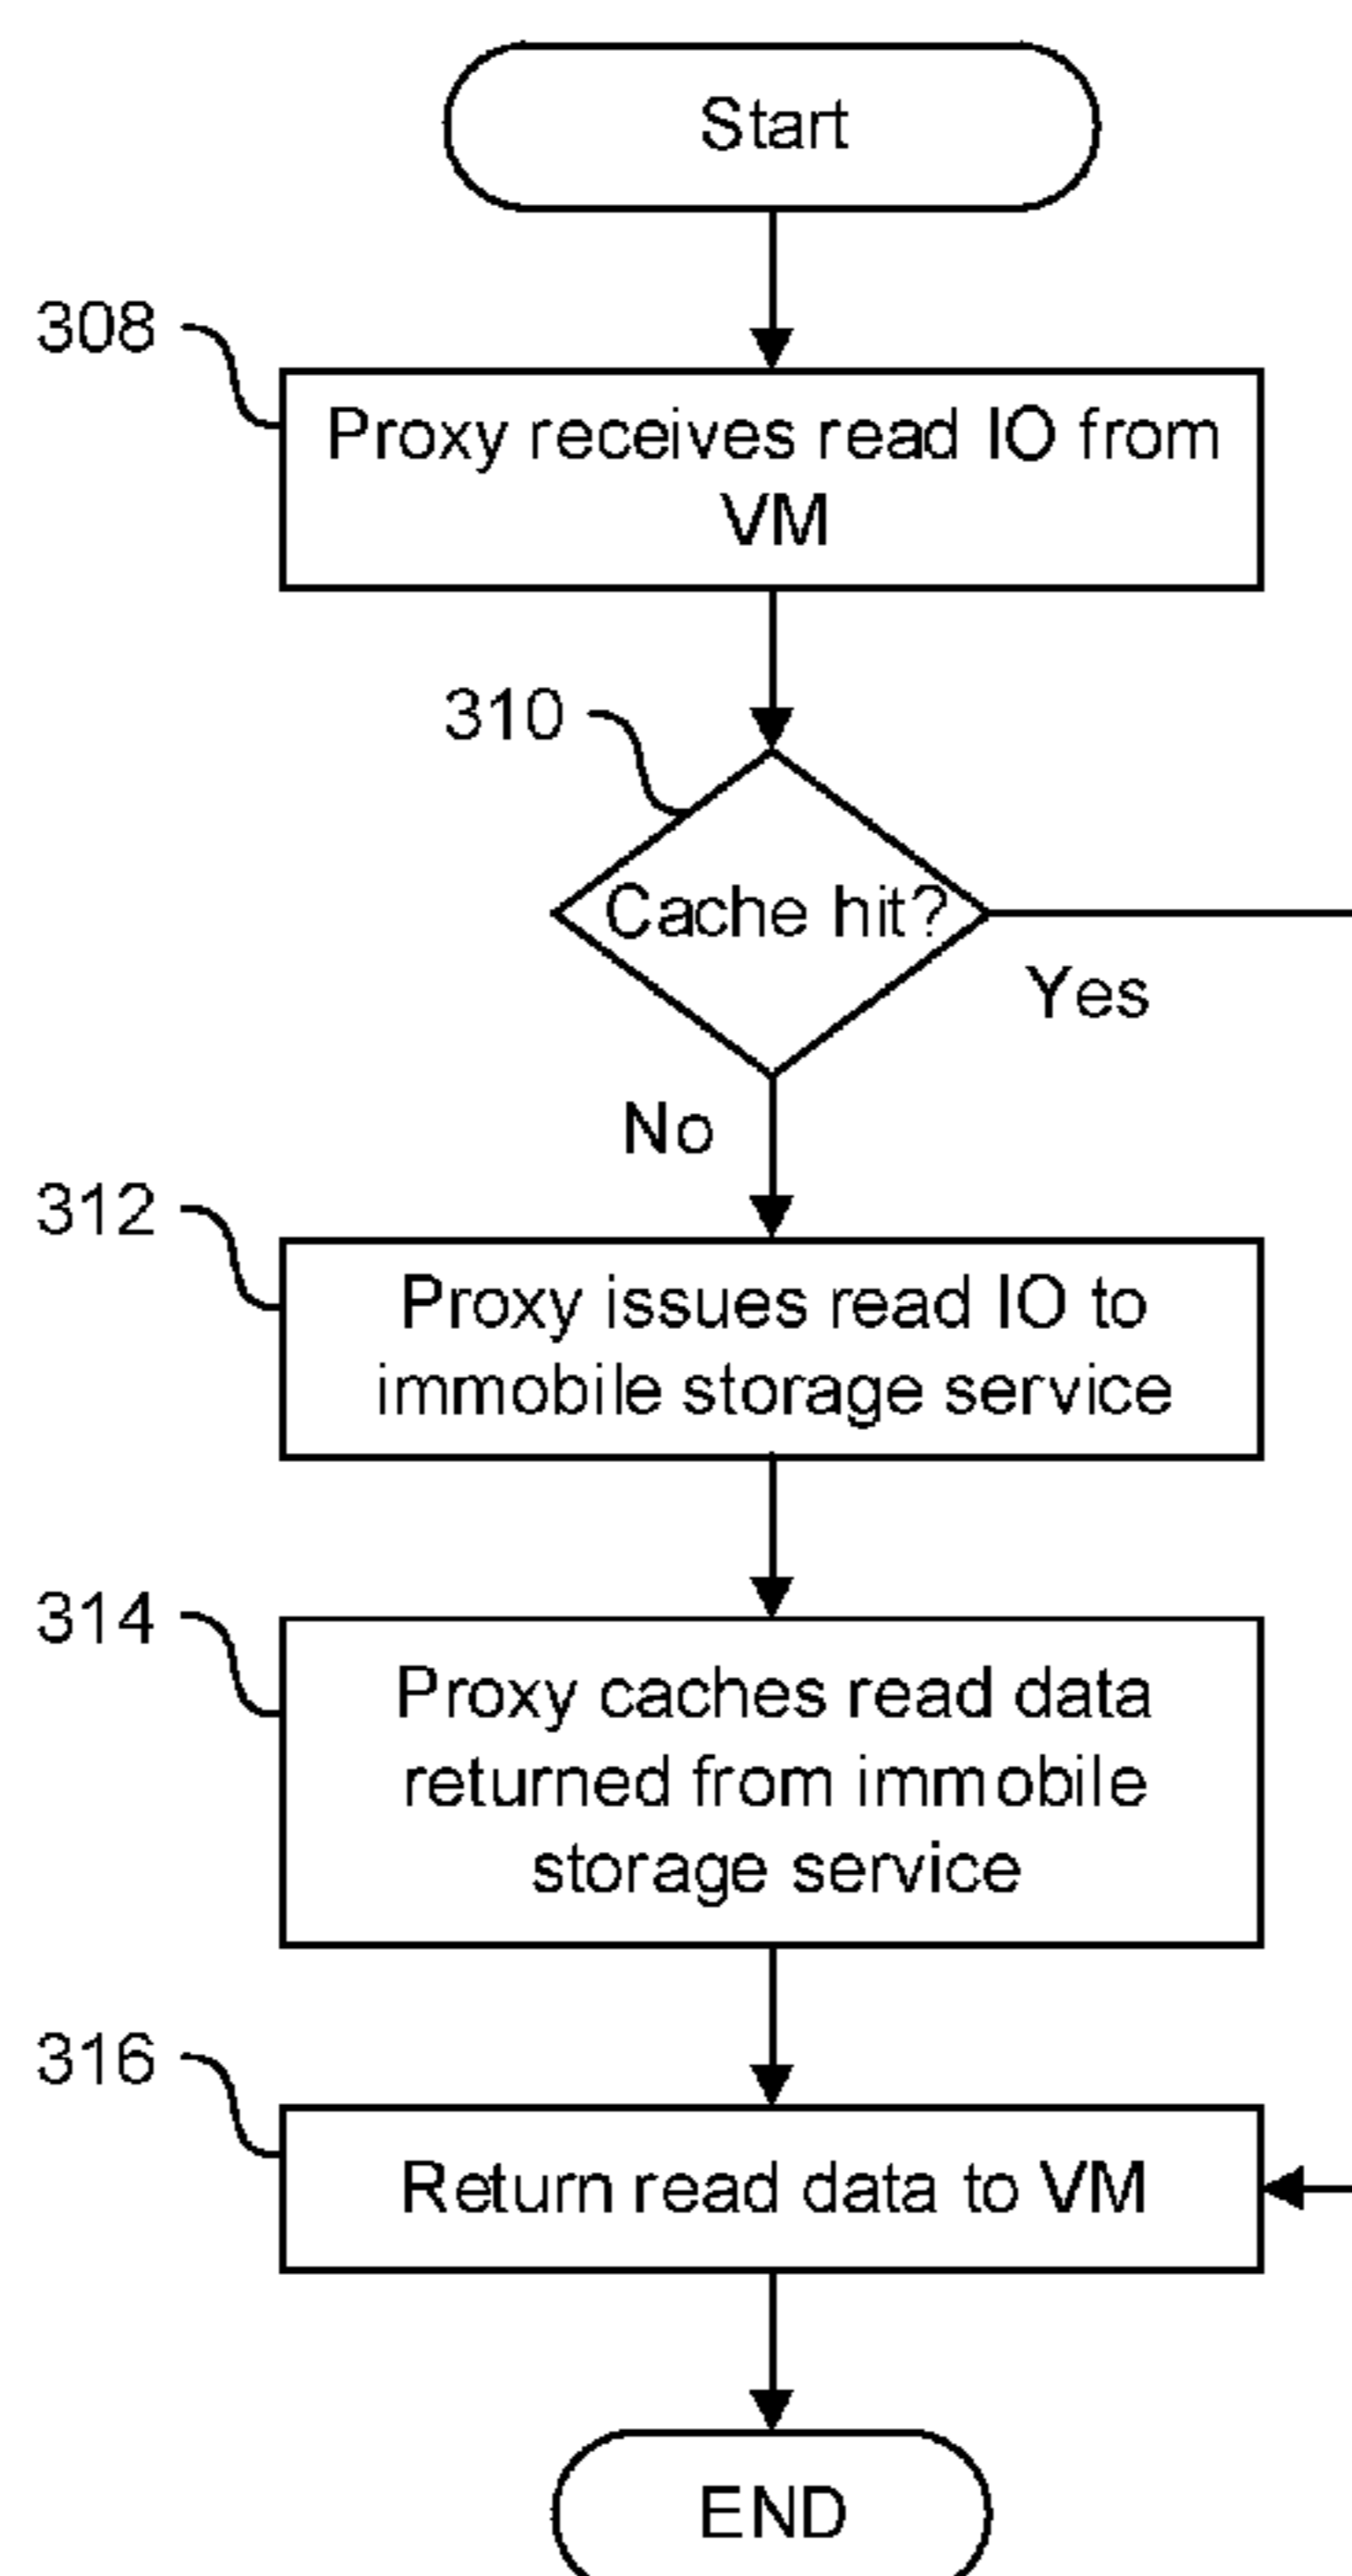 Start
308
Proxy receives read IO from
VM
310
Cache hit?
Yes
No
312
Proxy issues read IO to
immobile storage service
314
Proxy caches read data
returned from immobile
storage service
316
Return read data to VM
END